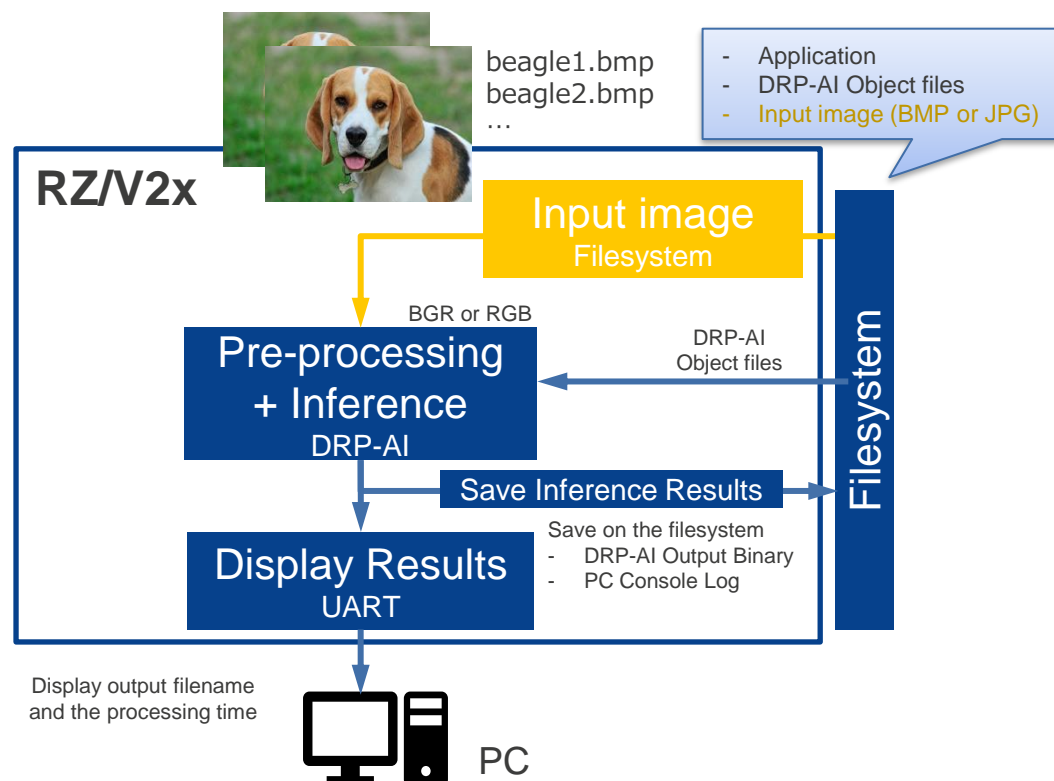 beagle1.bmp
beagle2.bmp
…
- Application
- DRP-AI Object files
- Input image (BMP or JPG)
RZ/V2x
Input image
Filesystem
BGR or RGB
Pre-processing
+ Inference
DRP-AI
DRP-AI
Object files
Filesystem
Save Inference Results
Save on the filesystem
- DRP-AI Output Binary
- PC Console Log
Display Results
UART
Display output filename
and the processing time
PC